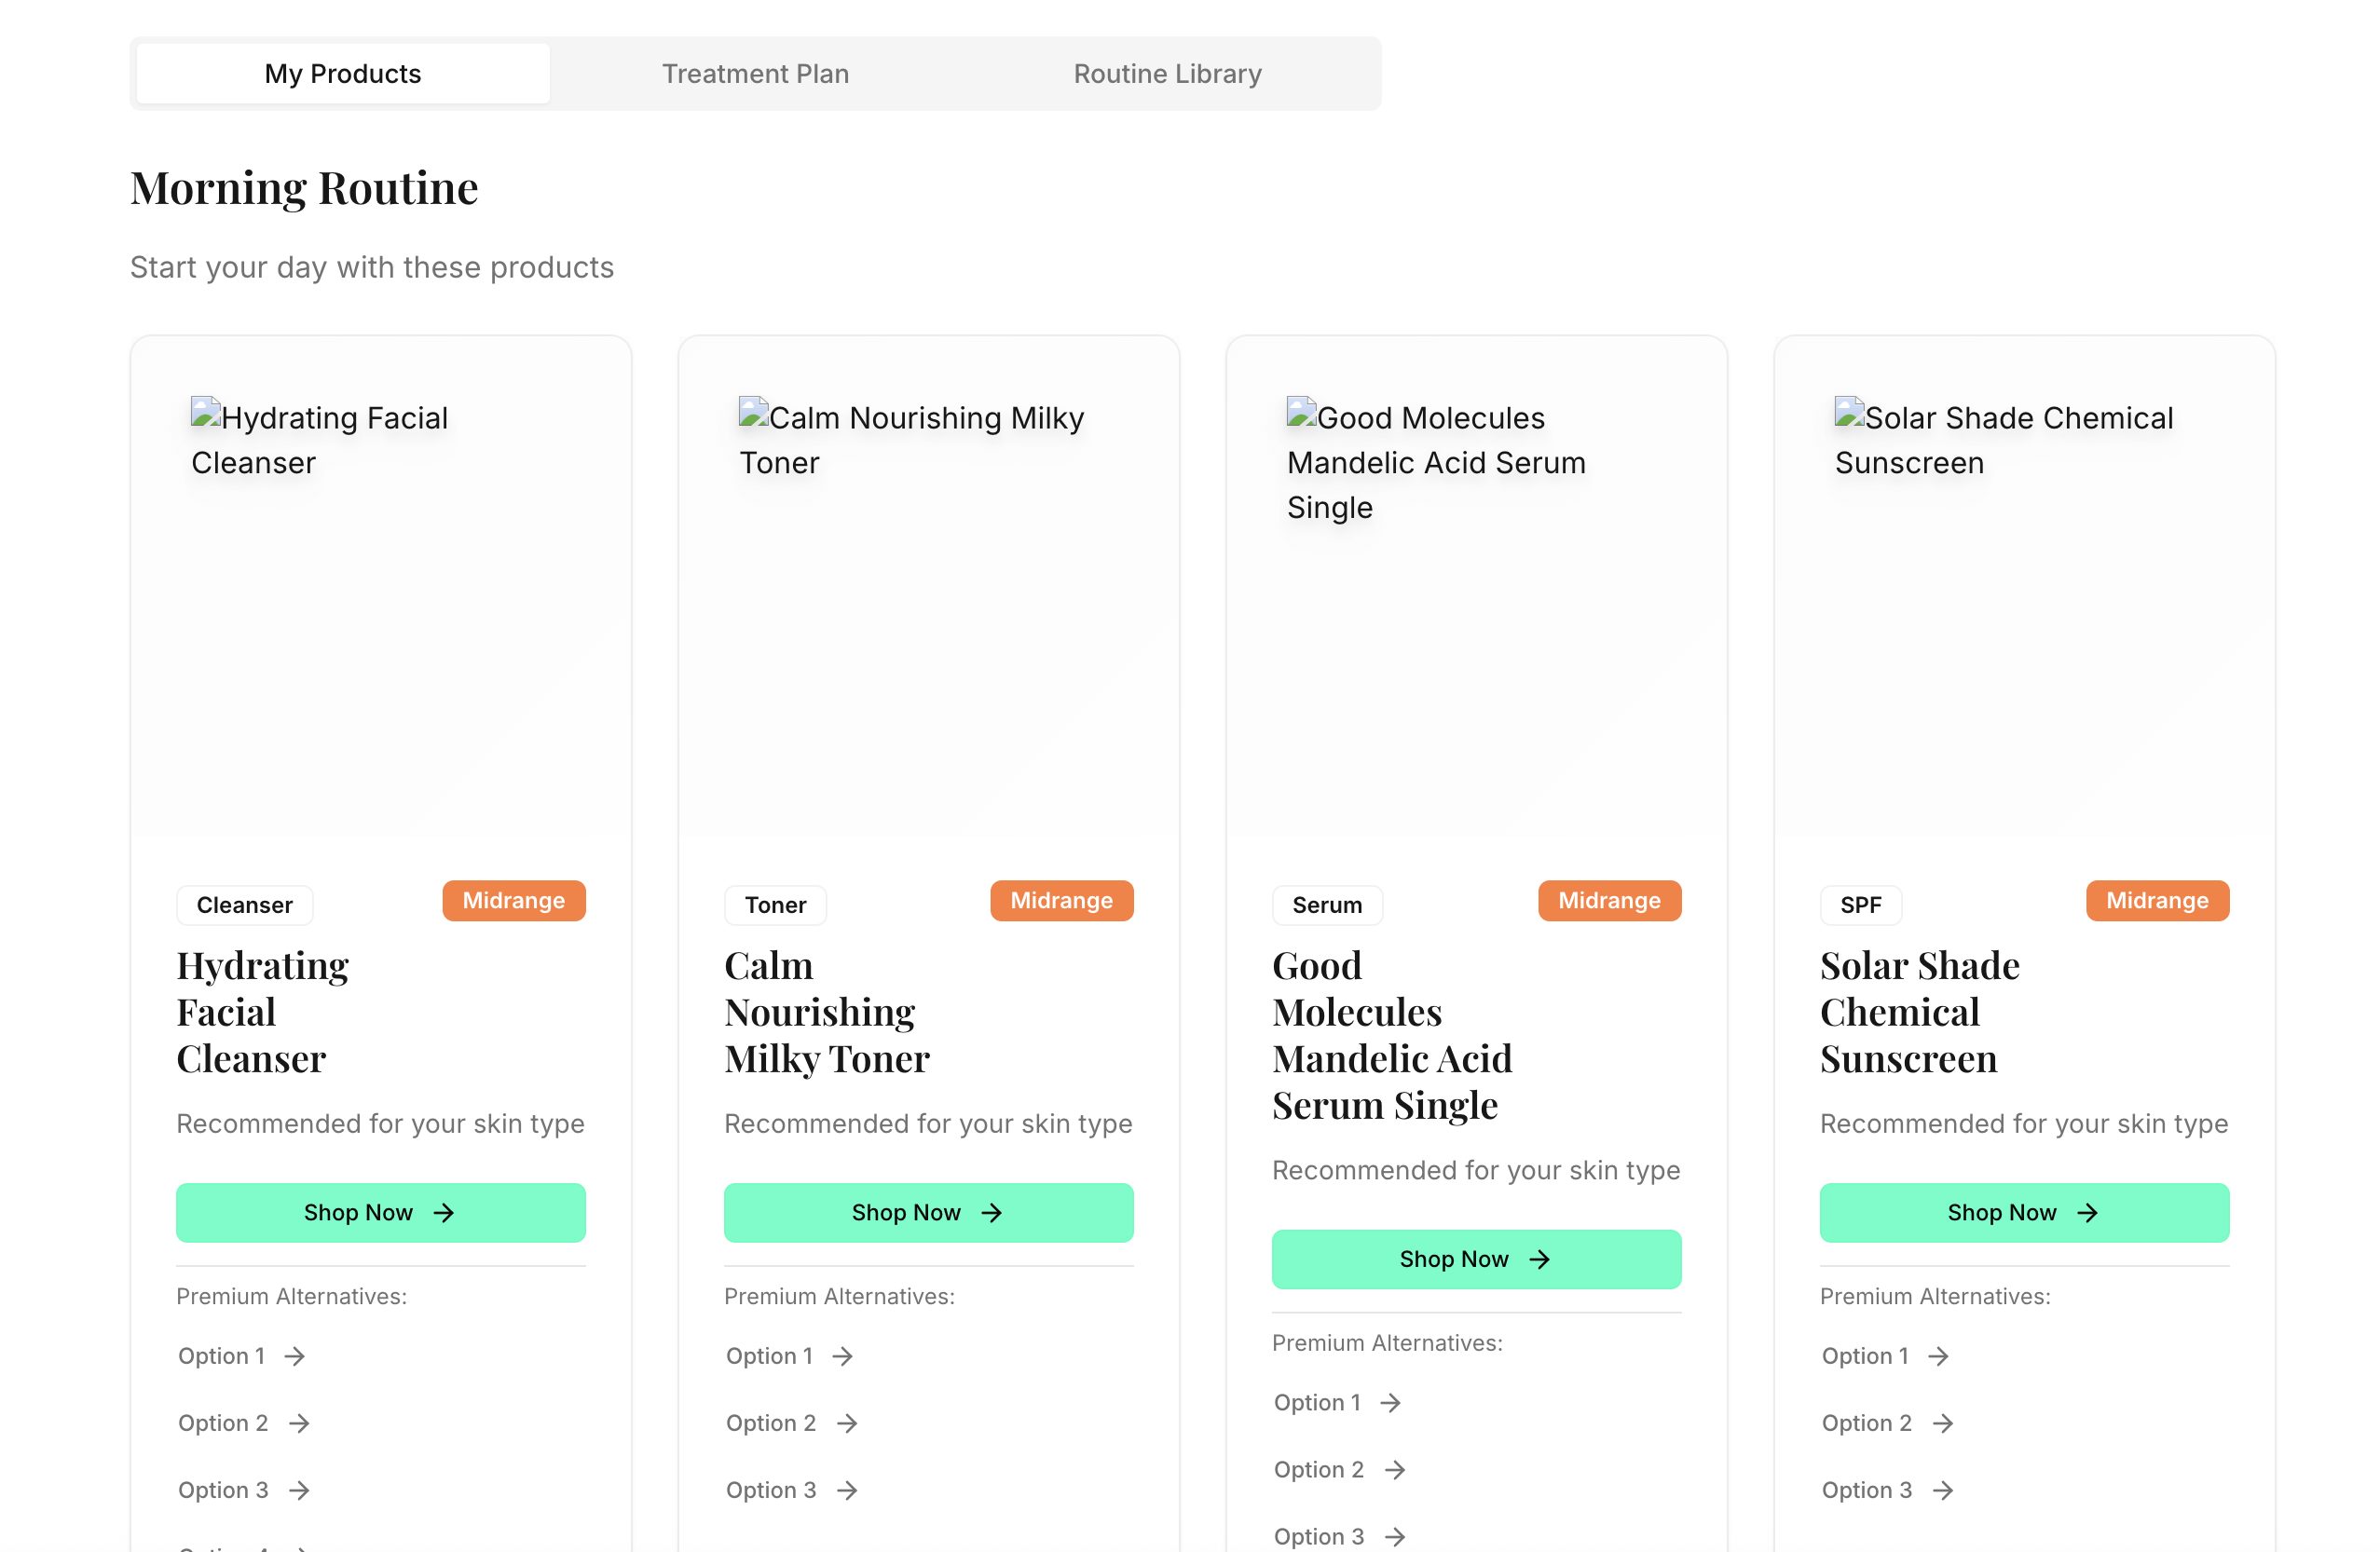 My Products
Treatment Plan
Routine Library
Morning Routine
Start your day with these products
Hydrating Facial
Cleanser
Cleanser
Midrange
Hydrating
Facial
Cleanser
Recommended for your skin type
Shop Now
Premium Alternatives:
Option 1
Option 2
Option 3
Calm Nourishing Milky
Toner
Toner
Midrange
Calm
Nourishing
Milky Toner
Recommended for your skin type
Shop Now
Premium Alternatives:
Option 1
Option 2
Option 3
Good Molecules
Mandelic Acid Serum
Single
Serum
Midrange
Good
Molecules
Mandelic Acid
Serum Single
Recommended for your skin type
Shop Now
Premium Alternatives:
Option 1
Option 2
Option 3
Solar Shade Chemical
Sunscreen
SPF
Midrange
Solar Shade
Chemical
Sunscreen
Recommended for your skin type
Shop Now
Premium Alternatives:
Option 1
Option 2
Option 3